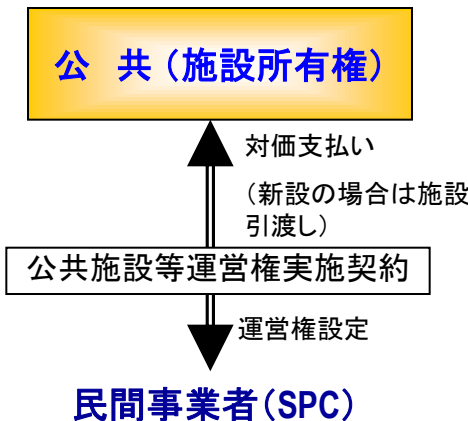 公　共（施設所有権）
対価支払い
（新設の場合は施設
引渡し）
公共施設等運営権実施契約
運営権設定
民間事業者（SPC）